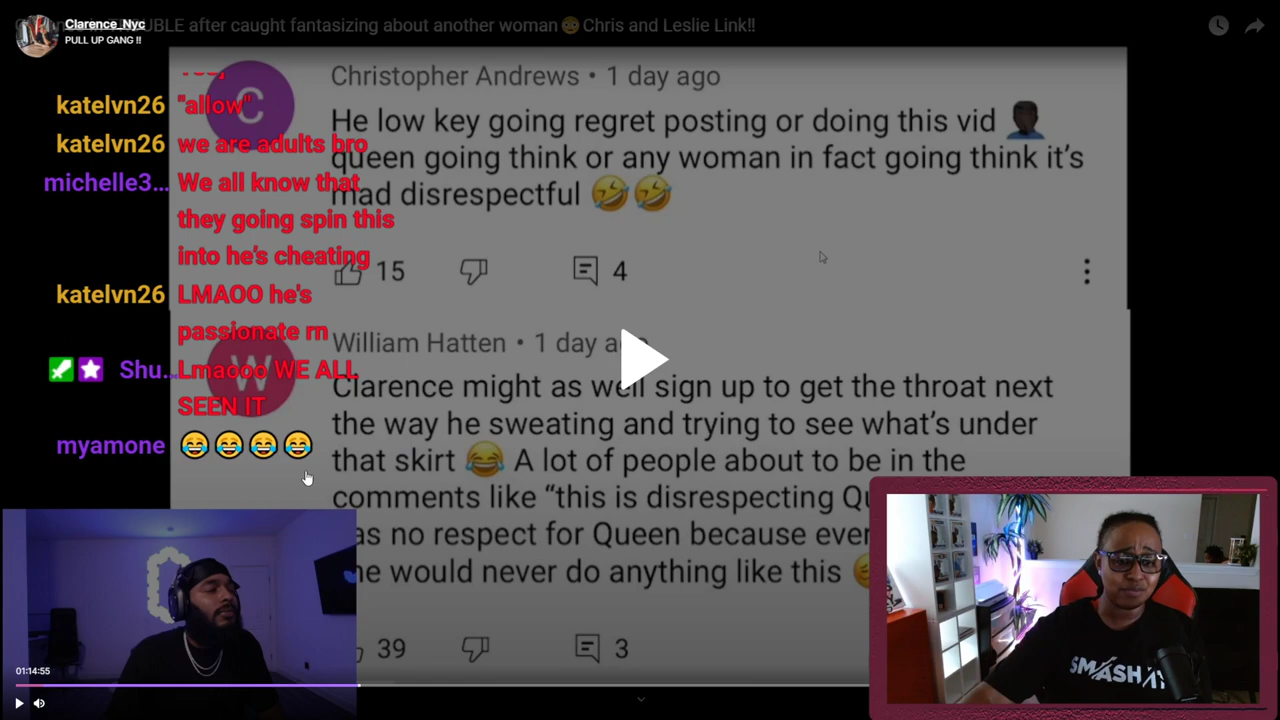 Clarence_Nyc
UBLE after caught fantasizing about another woman😳Chris and Leslie Link!!
PULL UP GANG !!
Christopher Andrews • 1 day ago
He low key going regret posting or doing this vid 🤦🏿‍♂️
queen going think or any woman in fact going think it's
mad disrespectful 🤣🤣
15
4
katelvn26 "allow"
katelvn26 we are adults bro
michelle3... We all know that
they going spin this
into he's cheating
katelvn26 LMAOO he's
passionate rn
Shu... Lmaooo WE ALL
SEEN IT
myamone 😂😂😂😂
William Hatten • 1 day
Clarence might as well sign up to get the throat next
the way he sweating and trying to see what's under
that skirt 😂 A lot of people about to be in the
comments like "this is disrespecting
as no respect for Queen because
he would never do anything like this
39
3
01:14:55
SMASH